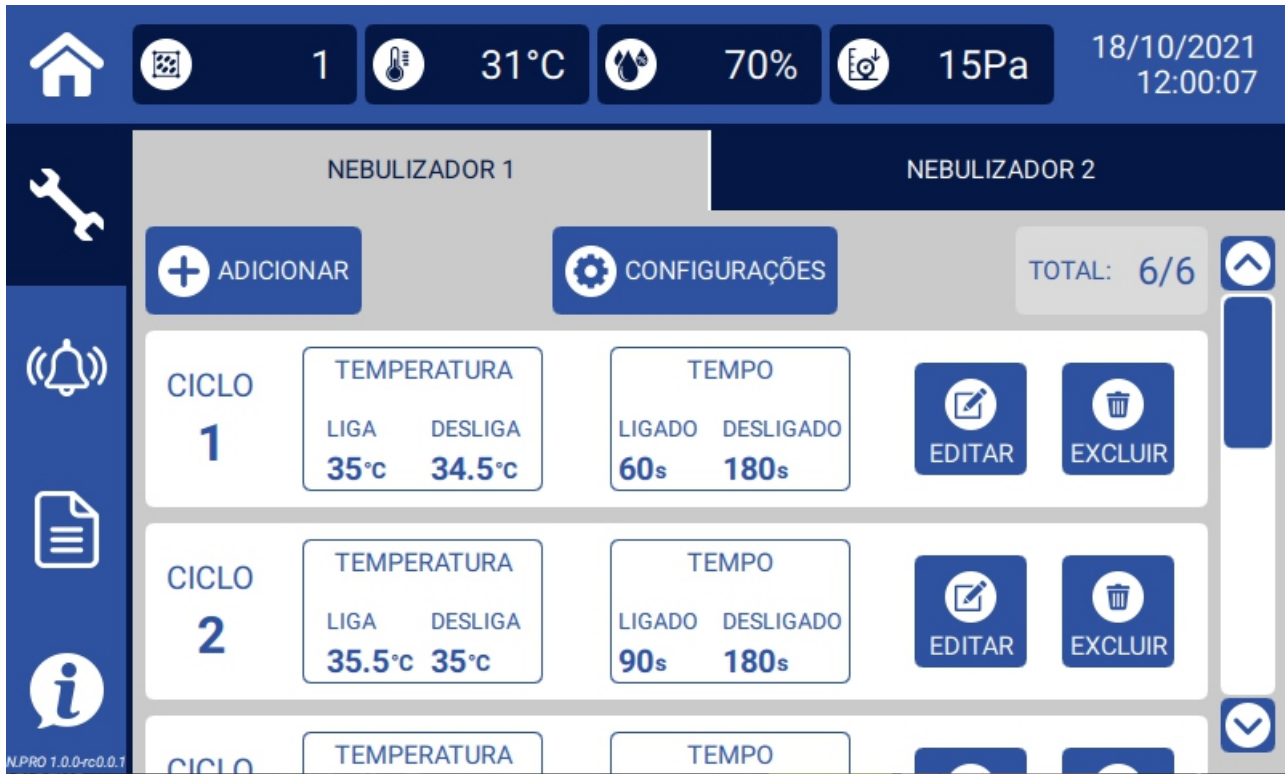 1 31°C 70% 15Pa 18/10/2021
12:00:07
NEBULIZADOR 1 NEBULIZADOR 2
ADICIONAR CONFIGURAÇÕES TOTAL: 6/6
CICLO
1
TEMPERATURA
LIGA DESLIGA
35°C 34.5°C
TEMPO
LIGADO DESLIGADO
60s 180s
EDITAR EXCLUIR
CICLO
2
TEMPERATURA
LIGA DESLIGA
35.5°C 35°C
TEMPO
LIGADO DESLIGADO
90s 180s
EDITAR EXCLUIR
CICLO
TEMPERATURA
TEMPO
N.PRO 1.0.0-rc0.0.1